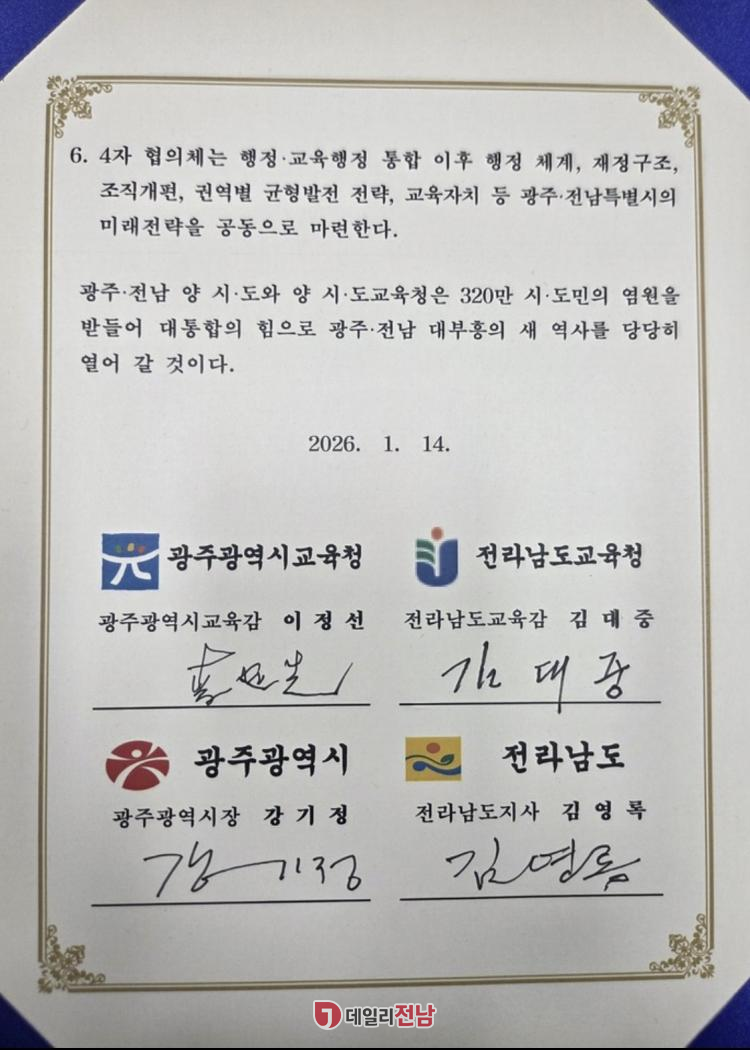 6. 4자 협의체는 행정·교육행정 통합 이후 행정 체계, 재정구조,
조직개편, 권역별 균형발전 전략, 교육자치 등 광주·전남특별시의
미래전략을 공동으로 마련한다.
광주·전남 양 시·도와 양 시·도교육청은 320만 시·도민의 염원을
받들어 대통합의 힘으로 광주·전남 대부흥의 새 역사를 당당히
열어 갈 것이다.
2026. 1. 14.
광주광역시교육청
전라남도교육청
광주광역시교육감 이정선
전라남도교육감 김대중
김대중
광주광역시
전라남도
광주광역시장 강기정
전라남도지사 김영록
강기정
김영록
데일리전남